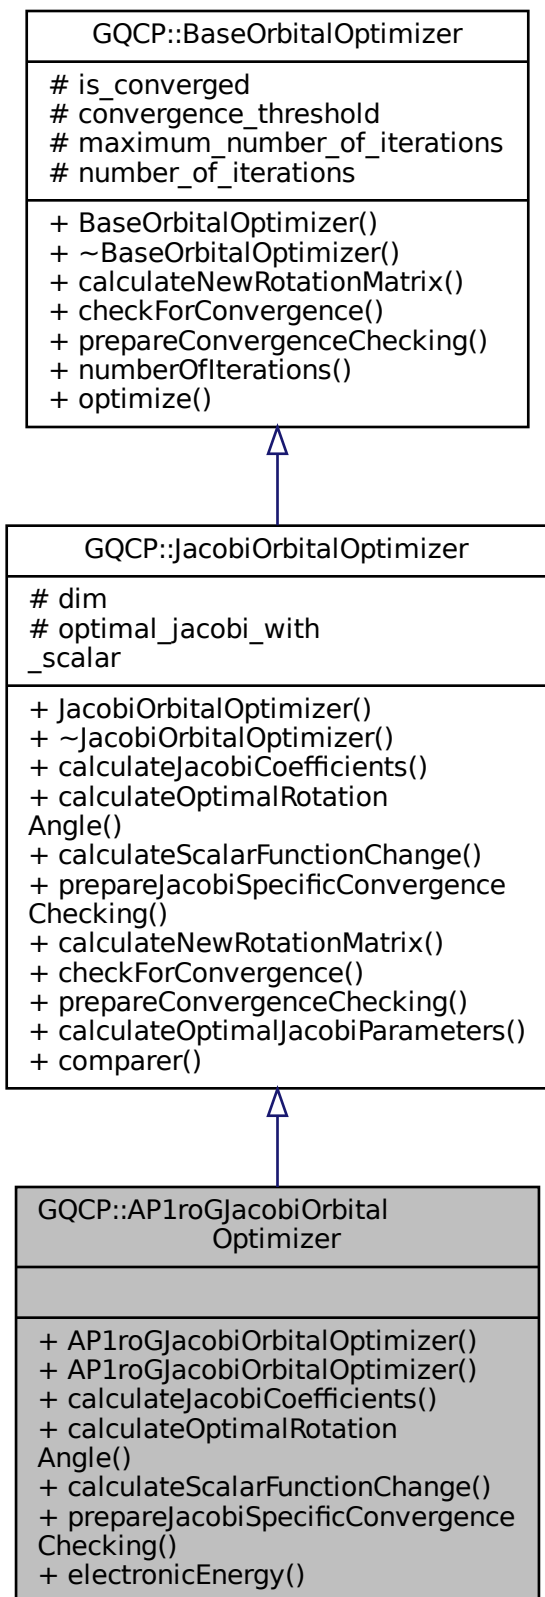 GQCP::BaseOrbitalOptimizer
# is_converged
# convergence_threshold
# maximum_number_of_iterations
# number_of_iterations
+ BaseOrbitalOptimizer()
+ ~BaseOrbitalOptimizer()
+ calculateNewRotationMatrix()
+ checkForConvergence()
+ prepareConvergenceChecking()
+ numberOfIterations()
+ optimize()
GQCP::JacobiOrbitalOptimizer
# dim
# optimal_jacobi_with
_scalar
+ JacobiOrbitalOptimizer()
+ ~JacobiOrbitalOptimizer()
+ calculateJacobiCoefficients()
+ calculateOptimalRotation
Angle()
+ calculateScalarFunctionChange()
+ prepareJacobiSpecificConvergence
Checking()
+ calculateNewRotationMatrix()
+ checkForConvergence()
+ prepareConvergenceChecking()
+ calculateOptimalJacobiParameters()
+ comparer()
GQCP::AP1roGJacobiOrbital
Optimizer
+ AP1roGJacobiOrbitalOptimizer()
+ AP1roGJacobiOrbitalOptimizer()
+ calculateJacobiCoefficients()
+ calculateOptimalRotation
Angle()
+ calculateScalarFunctionChange()
+ prepareJacobiSpecificConvergence
Checking()
+ electronicEnergy()